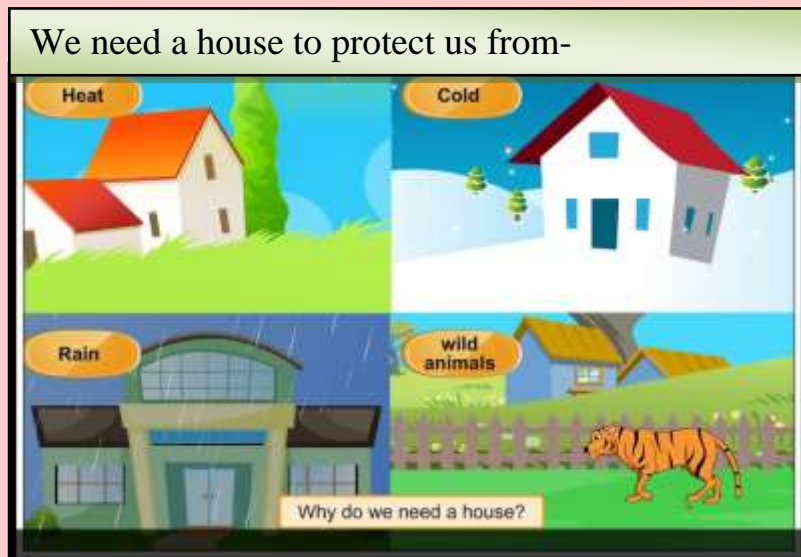 We need a house to protect us from-
Heat
Cold
Rain
wild
animals
Why do we need a house?